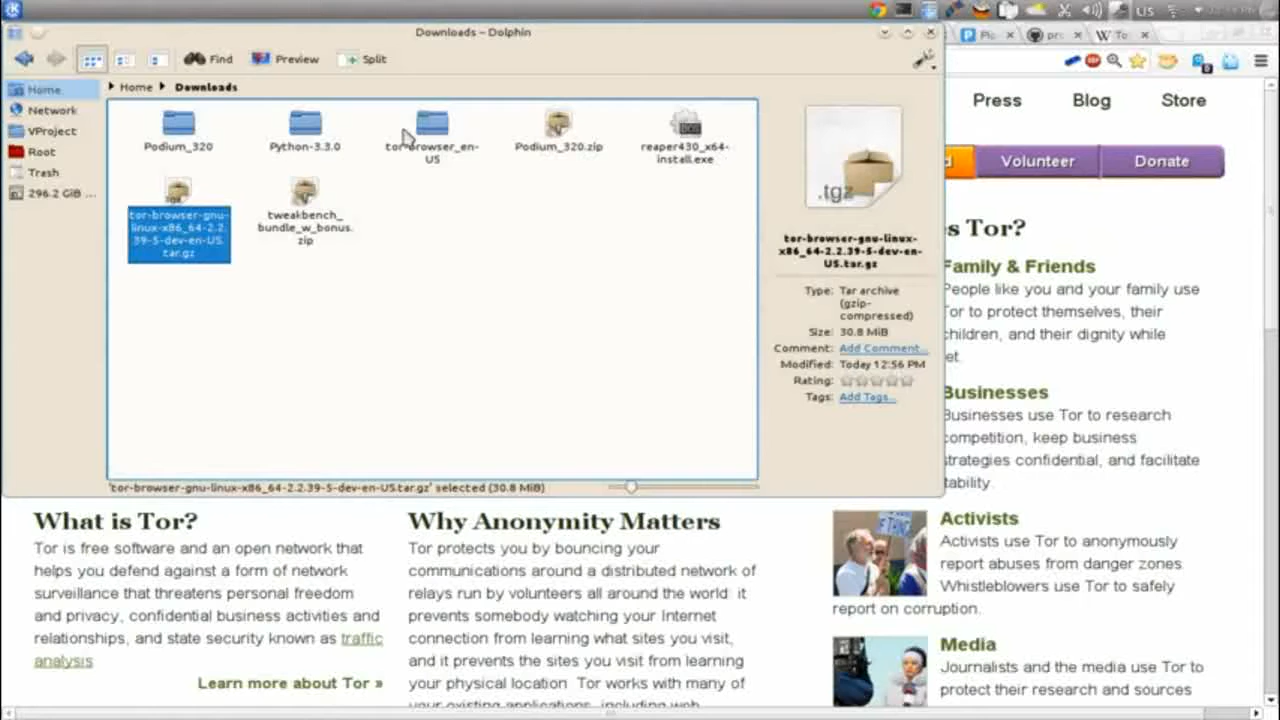 US
Downloads – Dolphin
Find
Preview
Split
Home
Downloads
Home
Network
VProject
Root
Trash
296.2 GiB ...
Podium_320
Python-3.3.0
tor-browser_en-
US
Podium_320.zip
reaper430_x64-
install.exe
tor-browser-gnu-
linux-x86_64-2.2.
39-5-dev-en-US.
tar.gz
tweakbench_
bundle_w_bonus.
zip
.tgz
tor-browser-gnu-linux-
x86_64-2.2.39-5-dev-en-
US.tar.gz
Type: Tar archive
(gzip-
compressed)
Size: 30.8 MiB
Comment: Add Comment...
Modified: Today 12:56 PM
Rating:
Tags: Add Tags...
'tor-browser-gnu-linux-x86_64-2.2.39-5-dev-en-US.tar.gz' selected (30.8 MiB)
Press
Blog
Store
Volunteer
Donate
s Tor?
Family & Friends
People like you and your family use
Tor to protect themselves, their
children, and their dignity while
et.
Businesses
Businesses use Tor to research
competition, keep business
strategies confidential, and facilitate
tability.
What is Tor?
Tor is free software and an open network that
helps you defend against a form of network
surveillance that threatens personal freedom
and privacy, confidential business activities and
relationships, and state security known as traffic
analysis
Learn more about Tor »
Why Anonymity Matters
Tor protects you by bouncing your
communications around a distributed network of
relays run by volunteers all around the world: it
prevents somebody watching your Internet
connection from learning what sites you visit,
and it prevents the sites you visit from learning
your physical location. Tor works with many of
your existing applications, including web
Activists
Activists use Tor to anonymously
report abuses from danger zones.
Whistleblowers use Tor to safely
report on corruption.
Media
Journalists and the media use Tor to
protect their research and sources